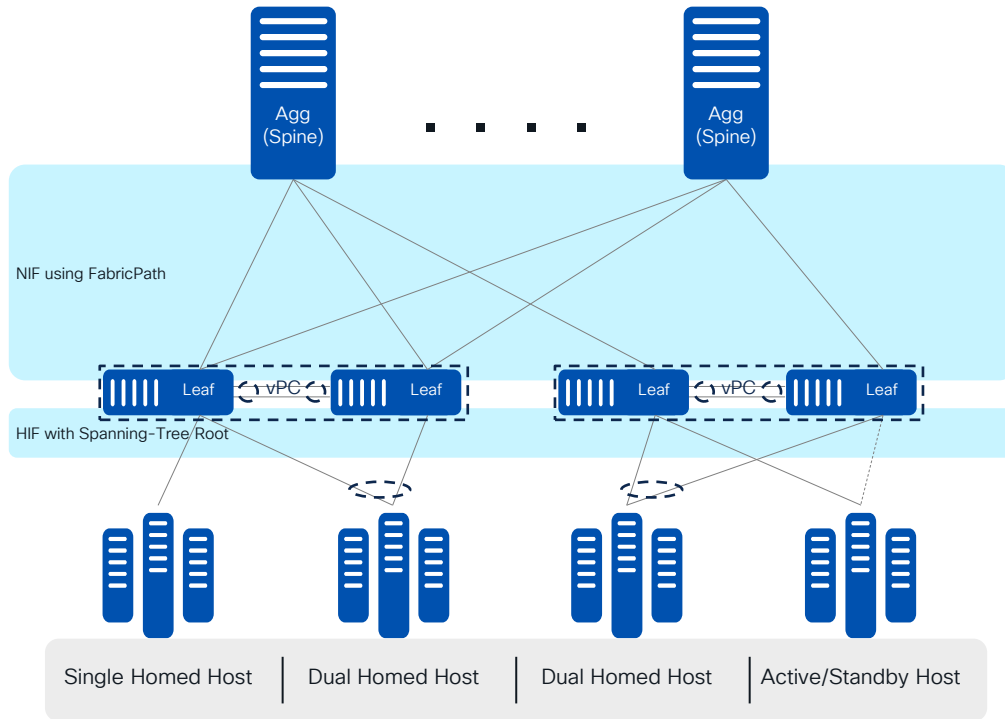 Agg
(Spine)
Agg
(Spine)
NIF using FabricPath
Leaf
vPC
Leaf
Leaf
vPC
Leaf
HIF with Spanning-Tree Root
Single Homed Host
Dual Homed Host
Dual Homed Host
Active/Standby Host